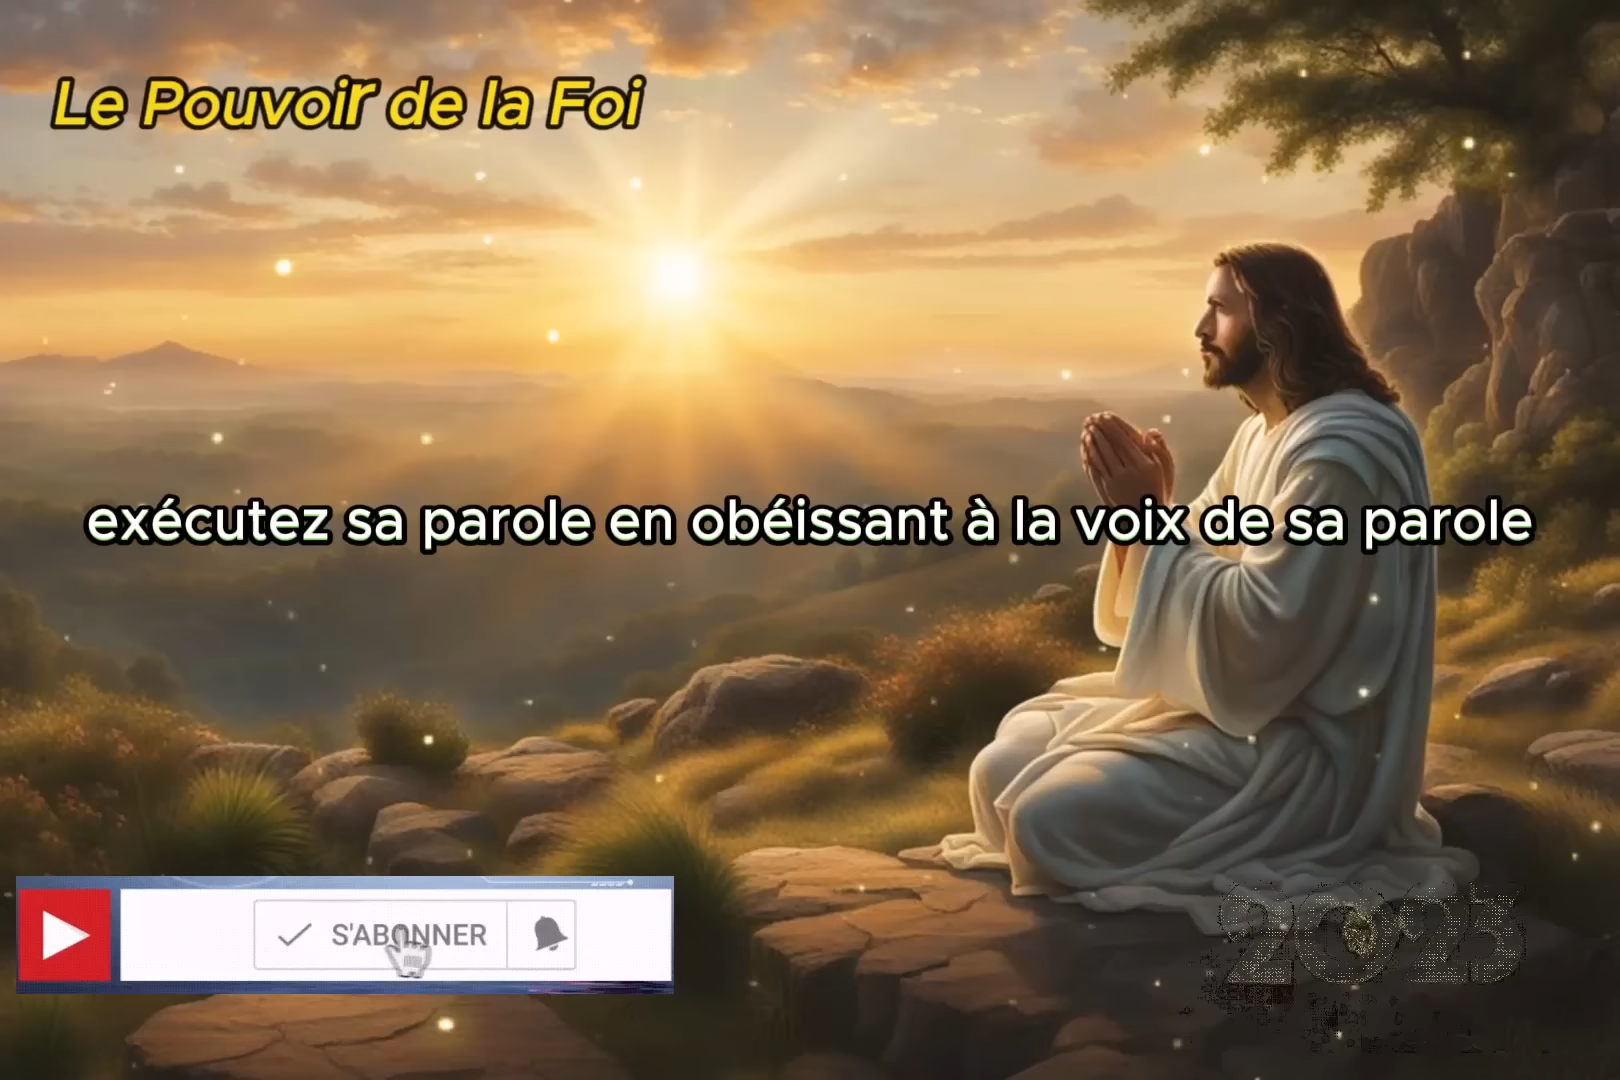 Le Pouvoir de la Foi
exécutez sa parole en obéissant à la voix de sa parole
S'ABONNER
2025